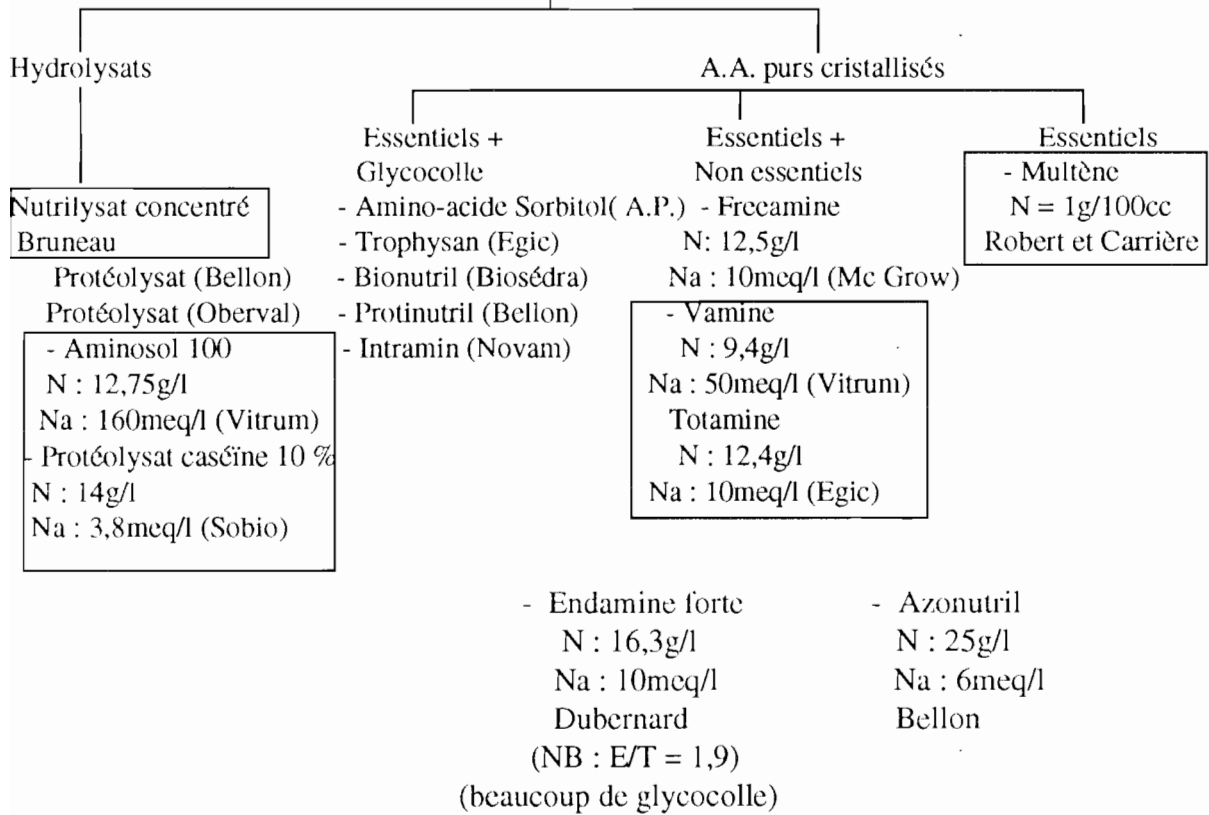 Hydrolysats
A.A. purs cristallisés
Essentiels +
Glycocolle
- Amino-acide Sorbitol( A.P.)
- Trophysan (Egic)
- Bionutril (Biosédra)
- Protinutril (Bellon)
- Intramin (Novam)
Essentiels +
Non essentiels
- Freeamine
N: 12,5g/l
Na : 10meq/l (Mc Grow)
- Vamine
N : 9,4g/l
Na : 50meq/l (Vitrum)
Totamine
N : 12,4g/l
Na : 10meq/l (Egic)
Essentiels
- Multène
N = 1g/100cc
Robert et Carrière
Nutrilysat concentré
Bruneau
Protéolysat (Bellon)
Protéolysat (Oberval)
- Aminosol 100
N : 12,75g/l
Na : 160meq/l (Vitrum)
- Protéolysat caséïne 10 %
N : 14g/l
Na : 3,8meq/l (Sobio)
- Endamine forte
N : 16,3g/l
Na : 10meq/l
Dubernard
(NB : E/T = 1,9)
(beaucoup de glycocolle)
- Azonutril
N : 25g/l
Na : 6meq/l
Bellon